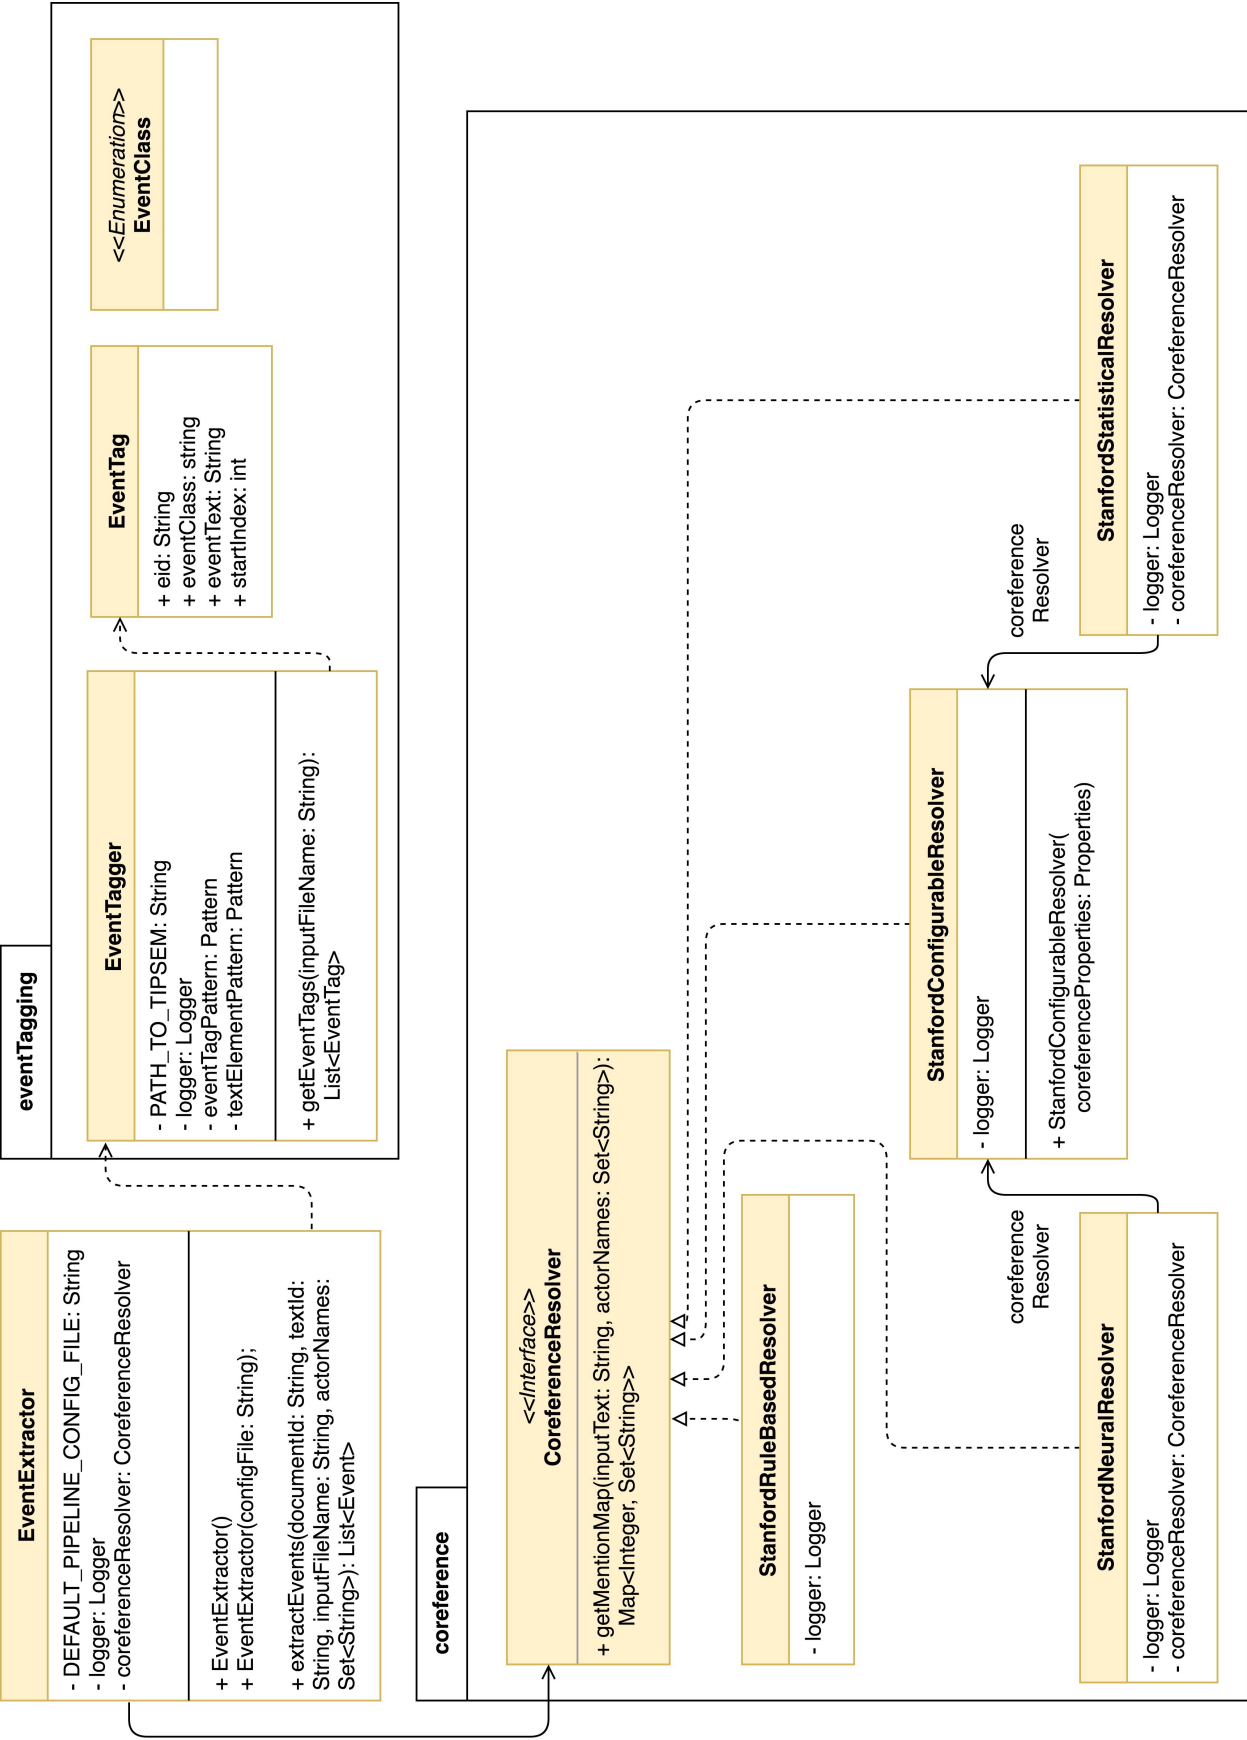 EventExtractor
- DEFAULT_PIPELINE_CONFIG_FILE: String
- logger: Logger
- coreferenceResolver: CoreferenceResolver
+ EventExtractor()
+ EventExtractor(configFile: String);
+ extractEvents(documentId: String, textId:
String, inputFileName: String, actorNames:
Set<String>): List<Event>
eventTagging
EventTagger
- PATH_TO_TIPSEM: String
- logger: Logger
- eventTagPattern: Pattern
- textElementPattern: Pattern
+ getEventTags(inputFileName: String):
List<EventTag>
EventTag
+ eid: String
+ eventClass: string
+ eventText: String
+ startIndex: int
<<Enumeration>>
EventClass
coreference
<<Interface>>
CoreferenceResolver
+ getMentionMap(inputText: String, actorNames: Set<String>):
Map<Integer, Set<String>>
StanfordRuleBasedResolver
- logger: Logger
StanfordConfigurableResolver
- logger: Logger
+ StanfordConfigurableResolver(
coreferenceProperties: Properties)
coreference
Resolver
coreference
Resolver
StanfordNeuralResolver
- logger: Logger
- coreferenceResolver: CoreferenceResolver
StanfordStatisticalResolver
- logger: Logger
- coreferenceResolver: CoreferenceResolver